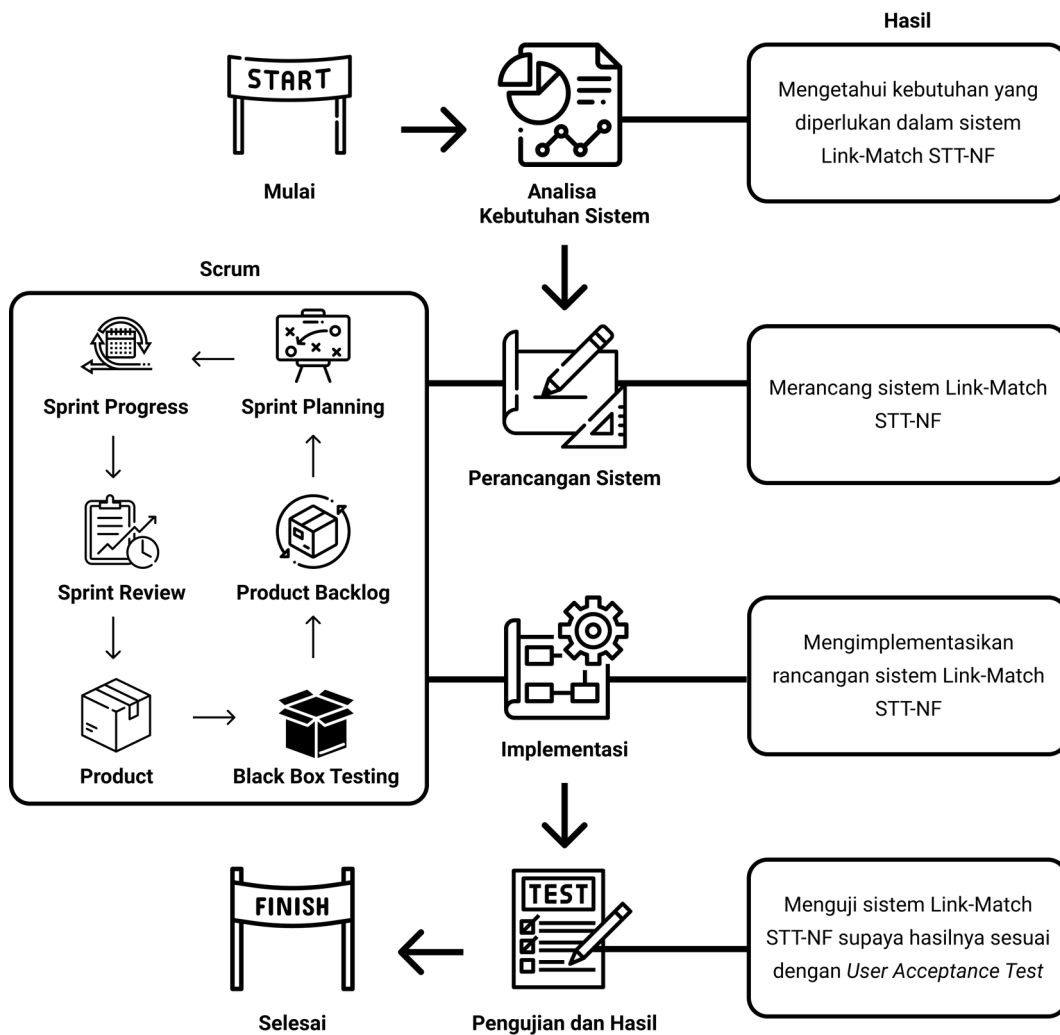 Hasil
START
Mulai
Analisa
Kebutuhan Sistem
Mengetahui kebutuhan yang
diperlukan dalam sistem
Link-Match STT-NF
Scrum
Sprint Progress
Sprint Planning
Sprint Review
Product Backlog
Product
Black Box Testing
Perancangan Sistem
Merancang sistem Link-Match
STT-NF
Implementasi
Mengimplementasikan
rancangan sistem Link-Match
STT-NF
FINISH
Selesai
TEST
Pengujian dan Hasil
Menguji sistem Link-Match
STT-NF supaya hasilnya sesuai
dengan User Acceptance Test